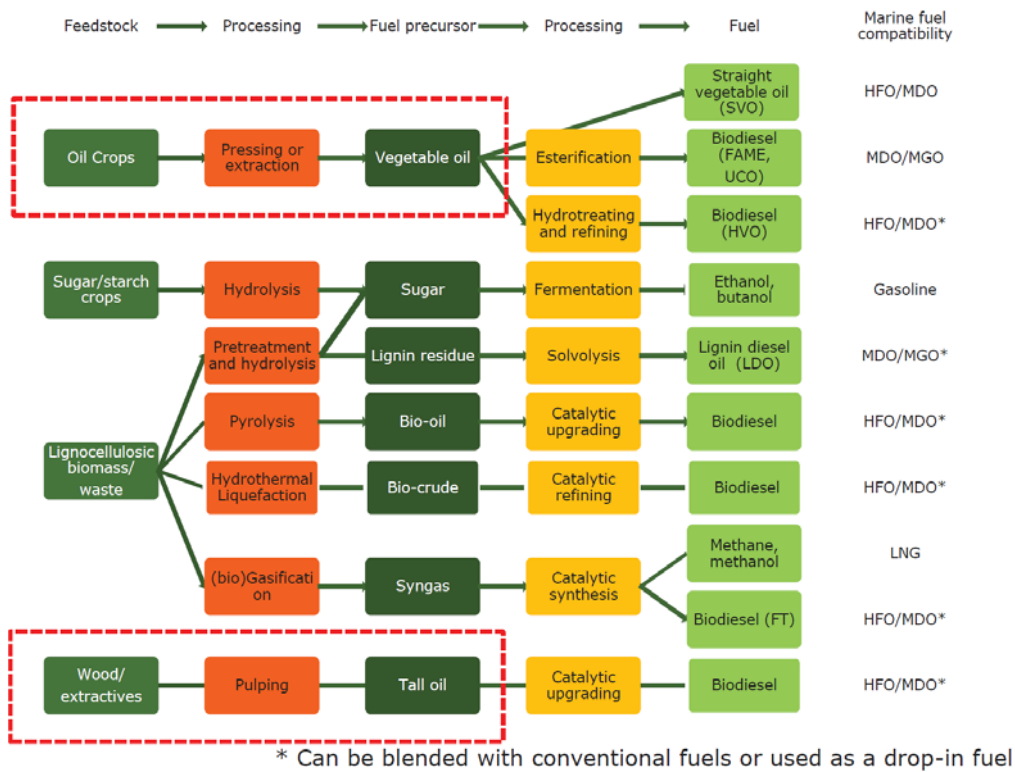 Feedstock
Processing
Fuel precursor
Processing
Fuel
Marine fuel
compatibility
Oil Crops
Pressing or
extraction
Vegetable oil
Straight
vegetable oil
(SVO)
HFO/MDO
Esterification
Biodiesel
(FAME,
UCO)
MDO/MGO
Hydrotreating
and refining
Biodiesel
(HVO)
HFO/MDO*
Sugar/starch
crops
Hydrolysis
Sugar
Fermentation
Ethanol,
butanol
Gasoline
Pretreatment
and hydrolysis
Lignin residue
Solvolysis
Lignin diesel
oil (LDO)
MDO/MGO*
Lignocellulosic
biomass/
waste
Pyrolysis
Bio-oil
Catalytic
upgrading
Biodiesel
HFO/MDO*
Hydrothermal
Liquefaction
Bio-crude
Catalytic
refining
Biodiesel
HFO/MDO*
(bio)Gasificati
on
Syngas
Catalytic
synthesis
Methane,
methanol
LNG
Biodiesel (FT)
HFO/MDO*
Wood/
extractives
Pulping
Tall oil
Catalytic
upgrading
Biodiesel
HFO/MDO*
* Can be blended with conventional fuels or used as a drop-in fuel